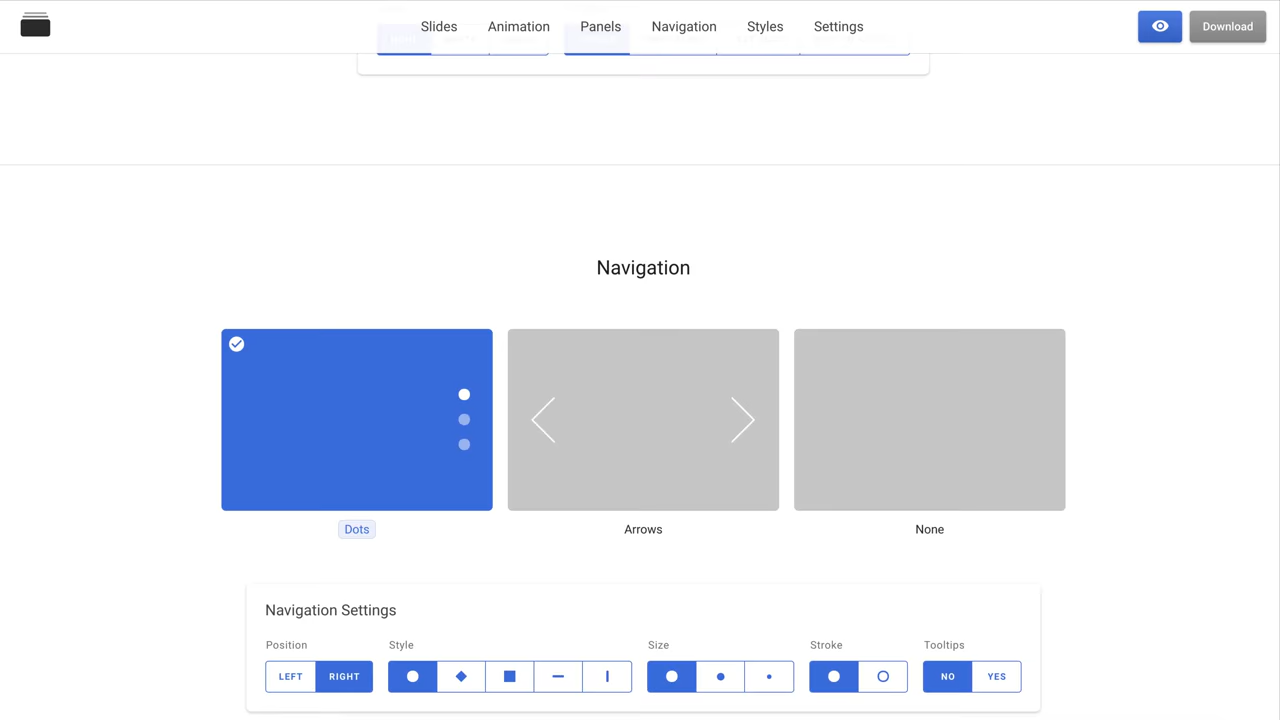 Slides Animation Panels Navigation Styles Settings Download
Navigation
Dots Arrows None
Navigation Settings
Position Style Size Stroke Tooltips
LEFT RIGHT NO YES